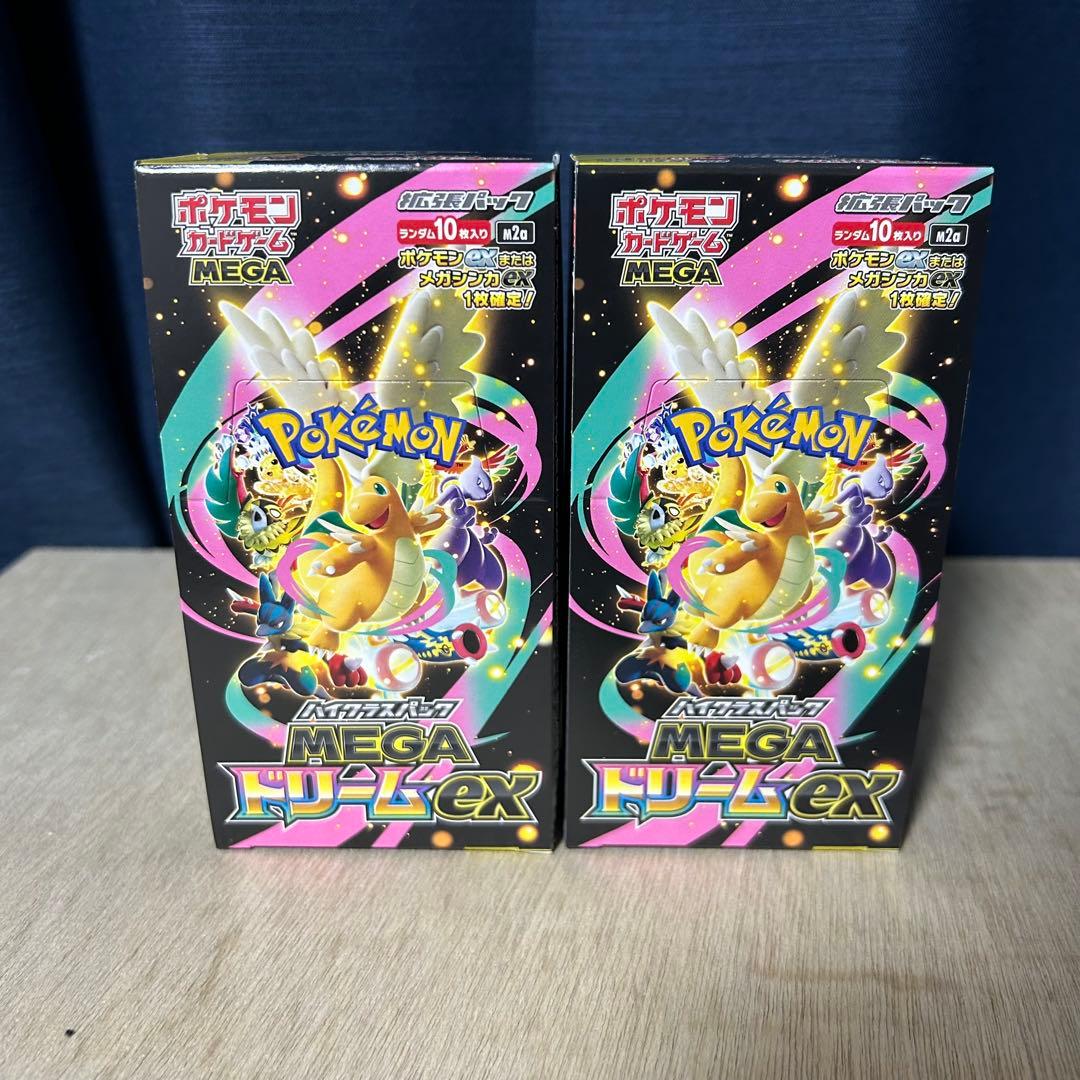 ポケモン
カードゲーム
MEGA
拡張パック
ランダム10枚入り M2a
ポケモンexまたは
メガシンカex
1枚確定!
POKéMON
TM
ハイクラスパック
MEGA
ドリームex
ポケモン
カードゲーム
MEGA
拡張パック
ランダム10枚入り M2a
ポケモンexまたは
メガシンカex
1枚確定!
POKéMON
TM
ハイクラスパック
MEGA
ドリームex